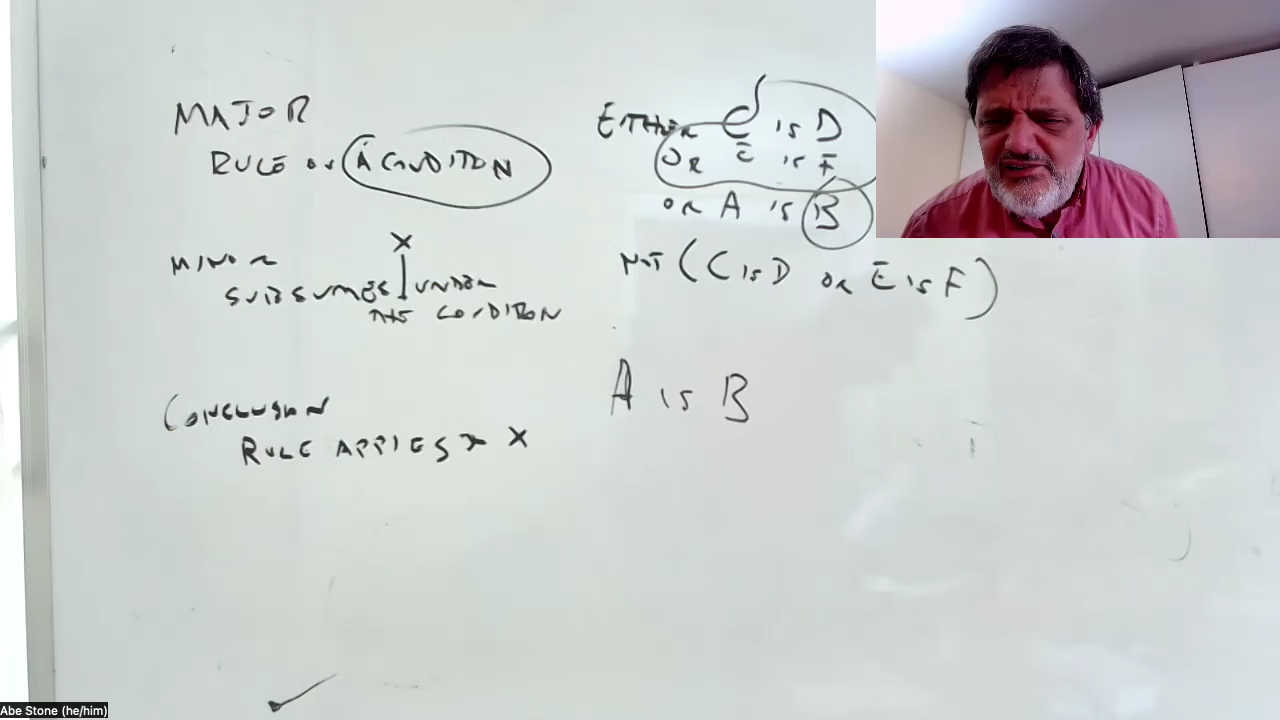 MAJOR
RULE or A CONDITION
MINOR
X
SUBSUMES UNDER
THE CONDITION
CONCLUSION
RULE APPLIES X
EITHER C is D
OR E is F
OR A is B
NOT (C is D OR E is F)
A is B
Abe Stone (he/him)